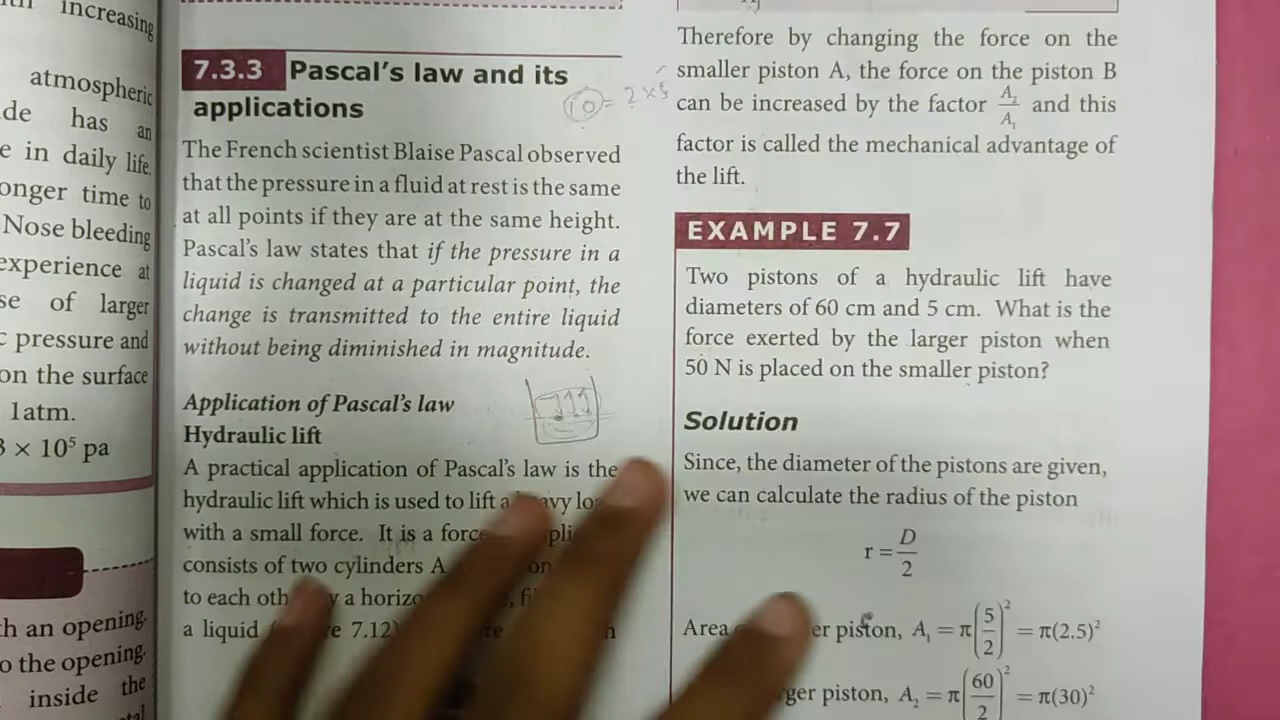 increasing
atmospheric
de has an
e in daily life.
onger time to
Nose bleeding
experience at
se of larger
c pressure and
on the surface
1atm.
3 × 10⁵ pa
th an opening.
o the opening.
inside the
7.3.3 Pascal's law and its
applications
10 = 2 × 5
The French scientist Blaise Pascal observed
that the pressure in a fluid at rest is the same
at all points if they are at the same height.
Pascal's law states that if the pressure in a
liquid is changed at a particular point, the
change is transmitted to the entire liquid
without being diminished in magnitude.
Application of Pascal's law
Hydraulic lift
A practical application of Pascal's law is the
hydraulic lift which is used to lift a
with a small force. It is a force
consists of two cylinders A
to each a horizo
a liquid 7.12)
Therefore by changing the force on the
smaller piston A, the force on the piston B
can be increased by the factor A₂/A₁ and this
factor is called the mechanical advantage of
the lift.
EXAMPLE 7.7
Two pistons of a hydraulic lift have
diameters of 60 cm and 5 cm. What is the
force exerted by the larger piston when
50 N is placed on the smaller piston?
Solution
Since, the diameter of the pistons are given,
we can calculate the radius of the piston
r = D/2
Area er piston, A₁ = π(5/2)² = π(2.5)²
ger piston, A₂ = π(60/2)² = π(30)²